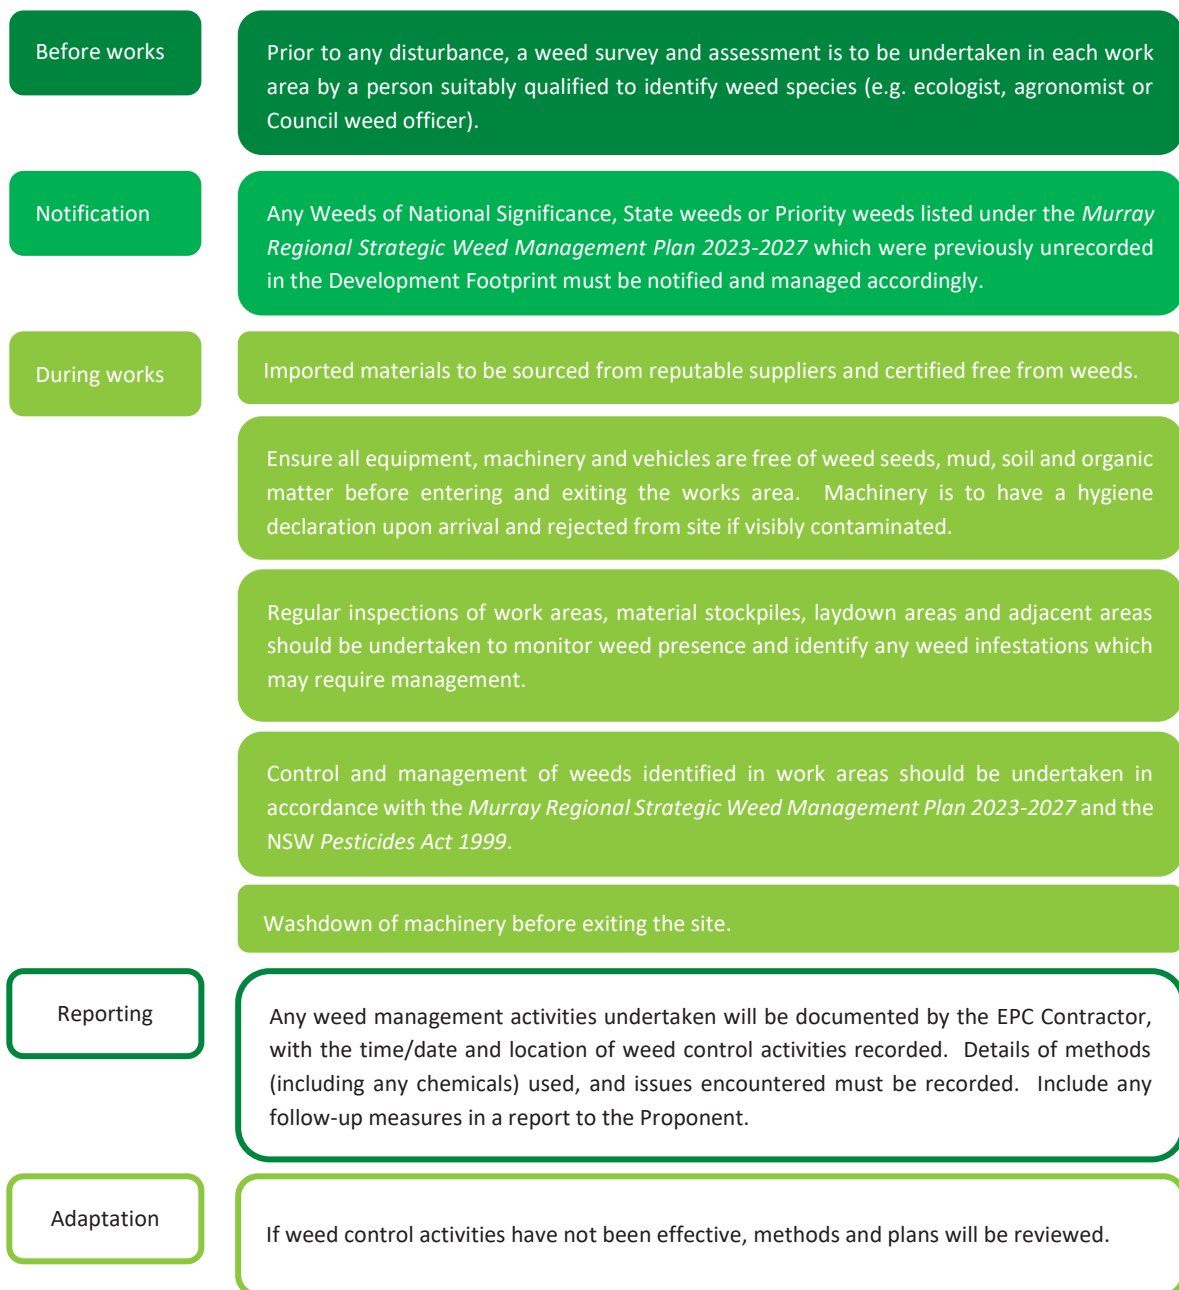 Before works
Prior to any disturbance, a weed survey and assessment is to be undertaken in each work
area by a person suitably qualified to identify weed species (e.g. ecologist, agronomist or
Council weed officer).
Notification
Any Weeds of National Significance, State weeds or Priority weeds listed under the Murray
Regional Strategic Weed Management Plan 2023-2027 which were previously unrecorded
in the Development Footprint must be notified and managed accordingly.
During works
Imported materials to be sourced from reputable suppliers and certified free from weeds.
Ensure all equipment, machinery and vehicles are free of weed seeds, mud, soil and organic
matter before entering and exiting the works area. Machinery is to have a hygiene
declaration upon arrival and rejected from site if visibly contaminated.
Regular inspections of work areas, material stockpiles, laydown areas and adjacent areas
should be undertaken to monitor weed presence and identify any weed infestations which
may require management.
Control and management of weeds identified in work areas should be undertaken in
accordance with the Murray Regional Strategic Weed Management Plan 2023-2027 and the
NSW Pesticides Act 1999.
Washdown of machinery before exiting the site.
Reporting
Any weed management activities undertaken will be documented by the EPC Contractor,
with the time/date and location of weed control activities recorded. Details of methods
(including any chemicals) used, and issues encountered must be recorded. Include any
follow-up measures in a report to the Proponent.
Adaptation
If weed control activities have not been effective, methods and plans will be reviewed.